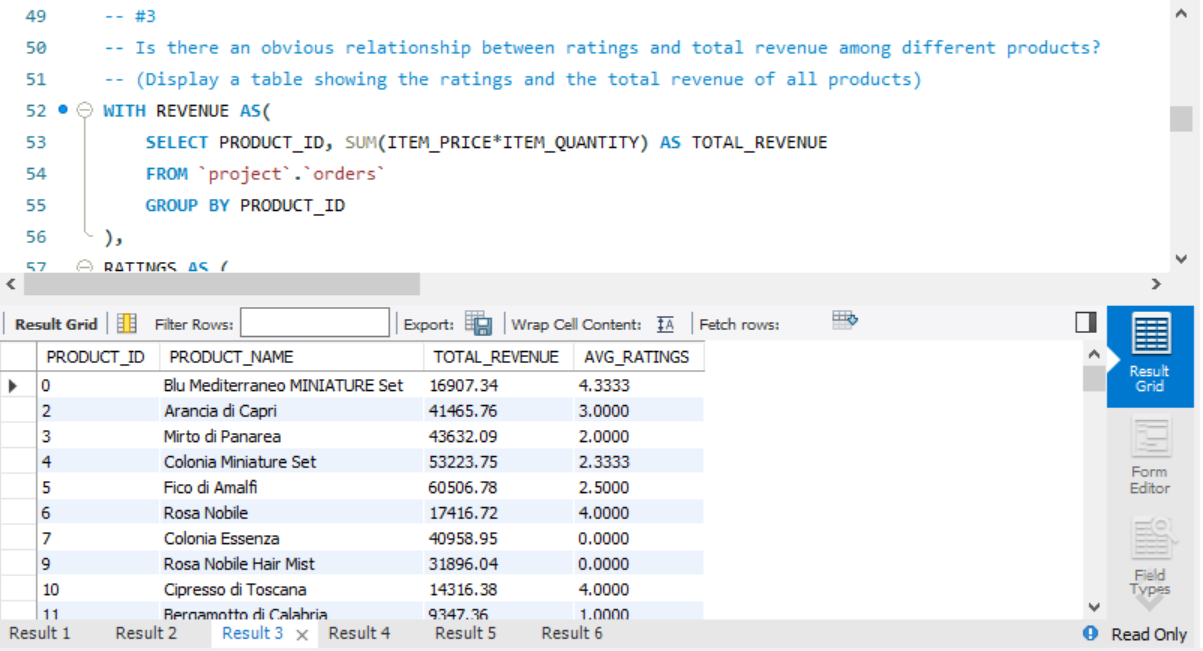 49 -- #3
50 -- Is there an obvious relationship between ratings and total revenue among different products?
51 -- (Display a table showing the ratings and the total revenue of all products)
52 WITH REVENUE AS(
53 SELECT PRODUCT_ID, SUM(ITEM_PRICE*ITEM_QUANTITY) AS TOTAL_REVENUE
54 FROM `project`.`orders`
55 GROUP BY PRODUCT_ID
56 ),
57 RATINGS AS (
Result Grid Filter Rows: Export: Wrap Cell Content: IA Fetch rows:
PRODUCT_ID PRODUCT_NAME TOTAL_REVENUE AVG_RATINGS
0 Blu Mediterraneo MINIATURE Set 16907.34 4.3333
2 Arancia di Capri 41465.76 3.0000
3 Mirto di Panarea 43632.09 2.0000
4 Colonia Miniature Set 53223.75 2.3333
5 Fico di Amalfi 60506.78 2.5000
6 Rosa Nobile 17416.72 4.0000
7 Colonia Essenza 40958.95 0.0000
9 Rosa Nobile Hair Mist 31896.04 0.0000
10 Cipresso di Toscana 14316.38 4.0000
11 Bergamotto di Calabria 9347.36 1.0000
Result
Grid
Form
Editor
Field
Types
Result 1 Result 2 Result 3 × Result 4 Result 5 Result 6 Read Only